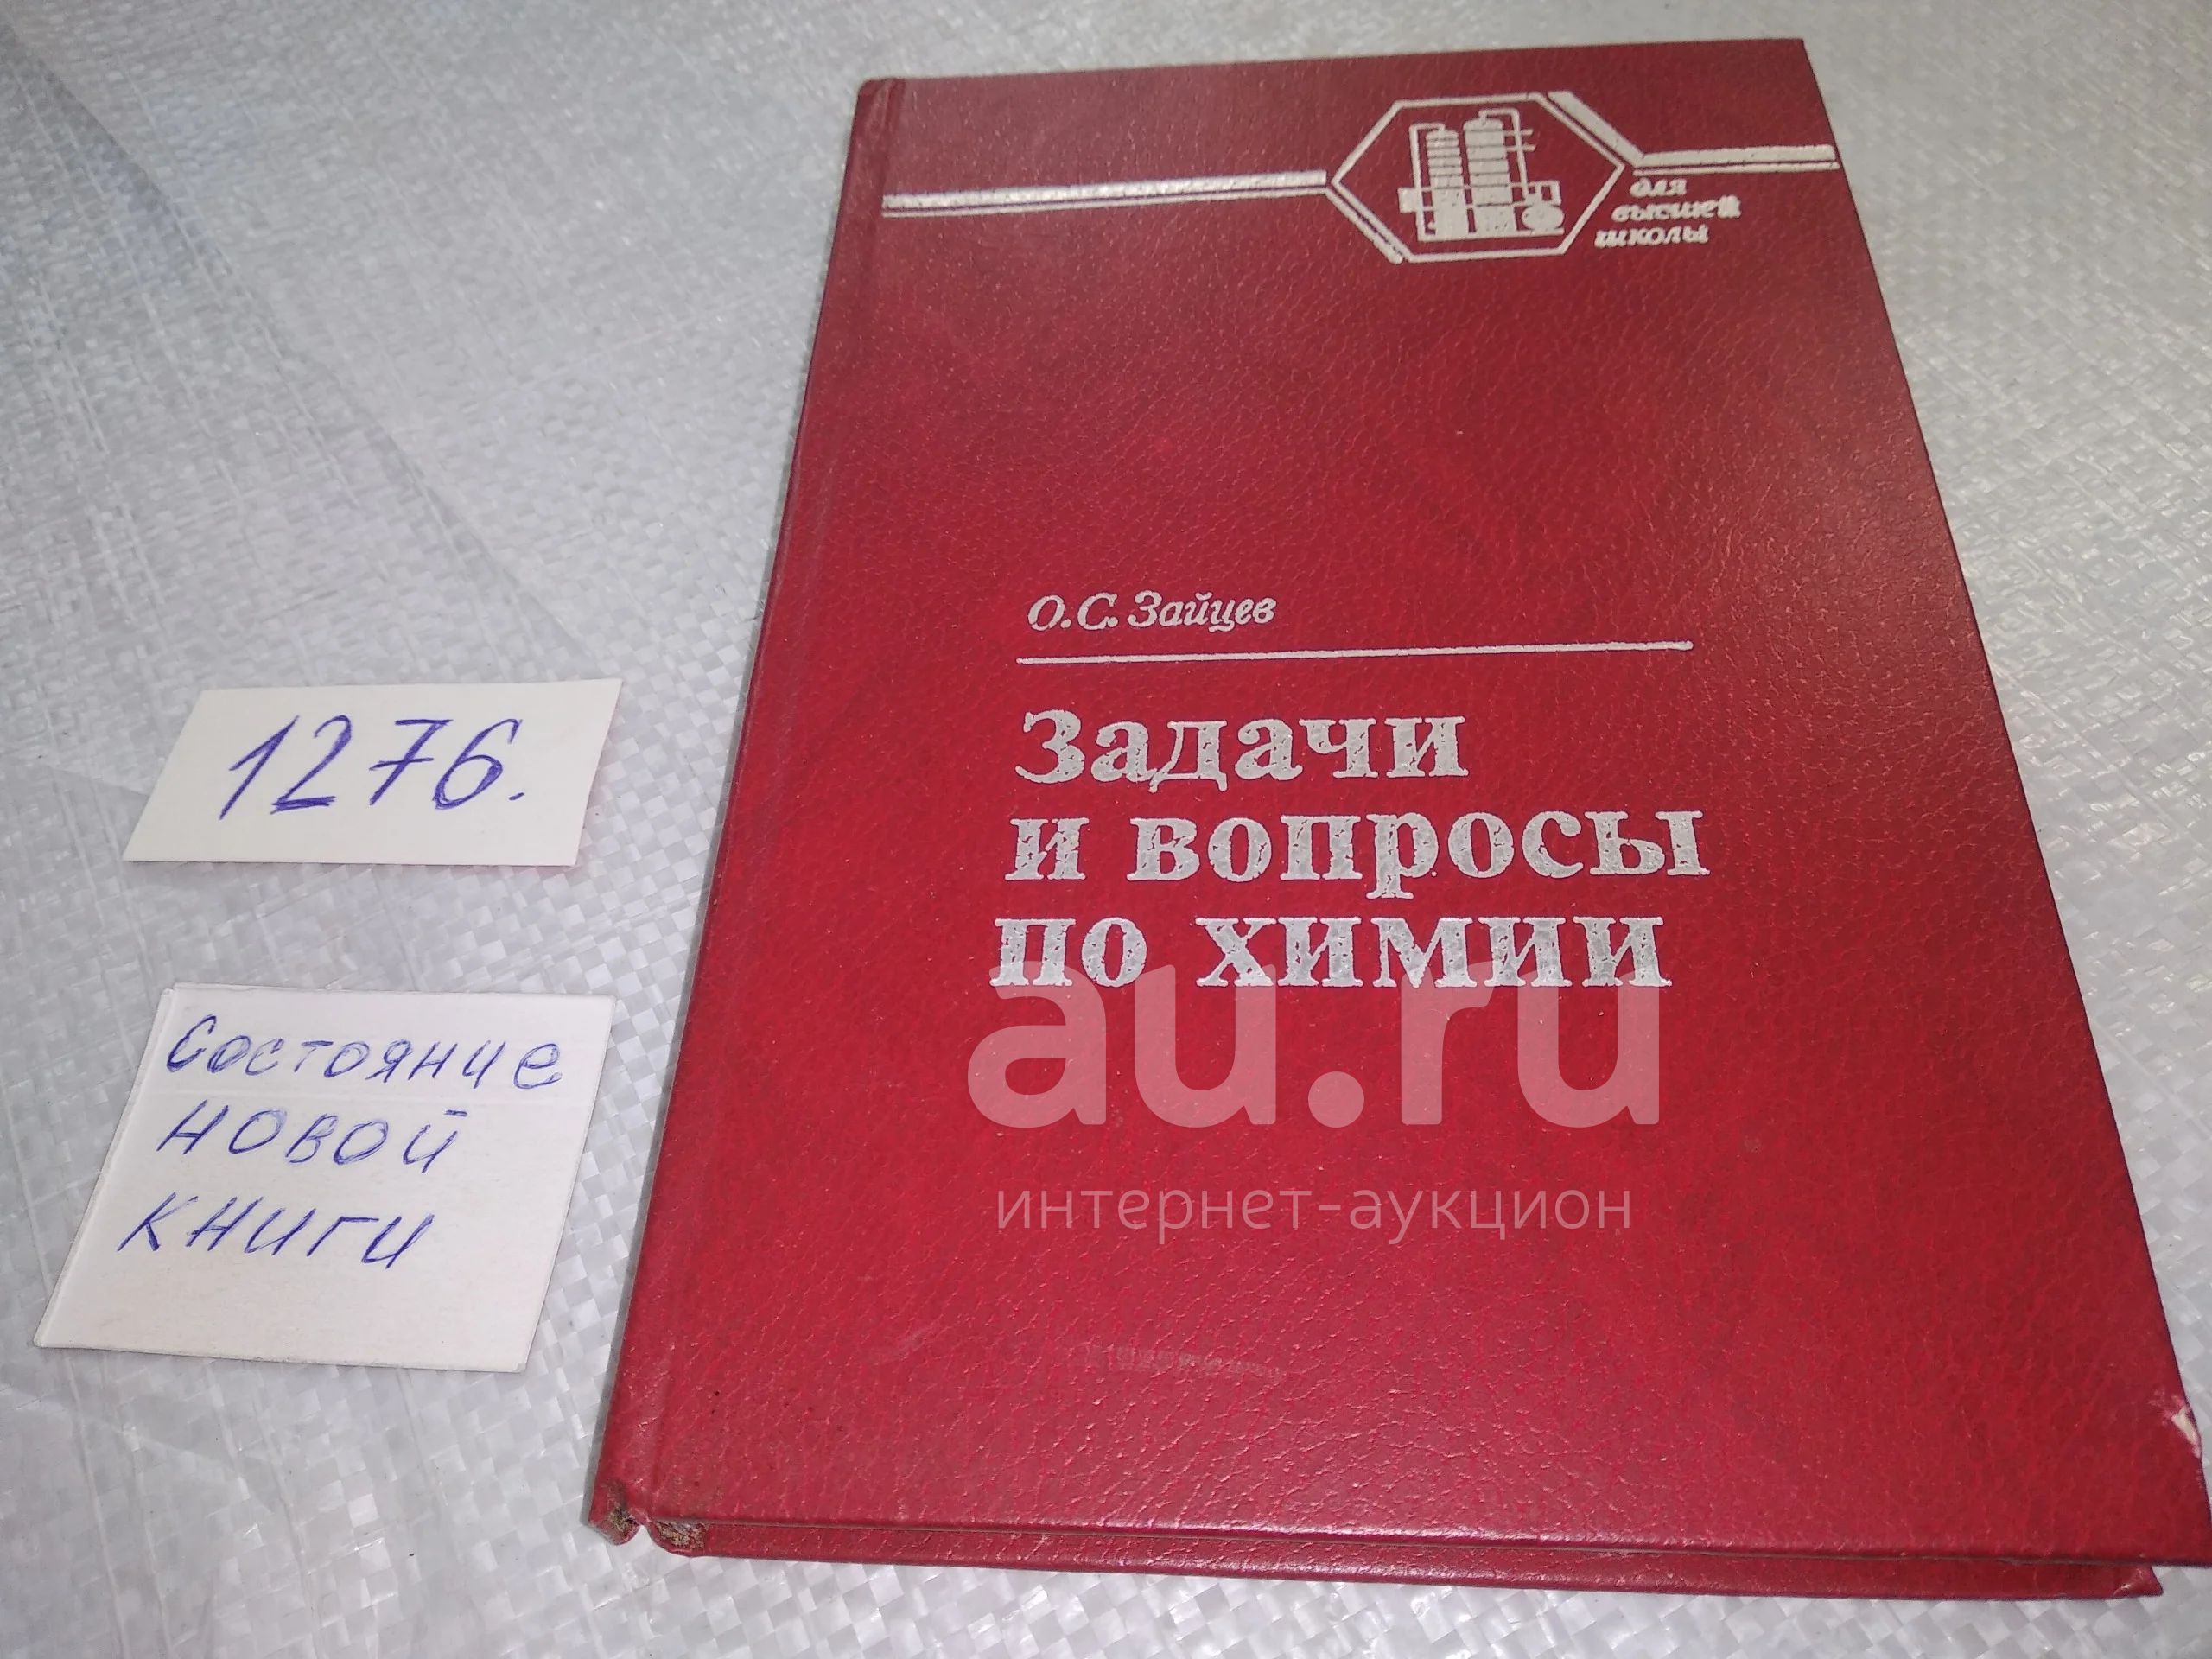 для
высшей
школы
О.С. Зайцев
Задачи
и вопросы
по химии
au.ru
интернет-аукцион
1276.
Состояние
новой
книги